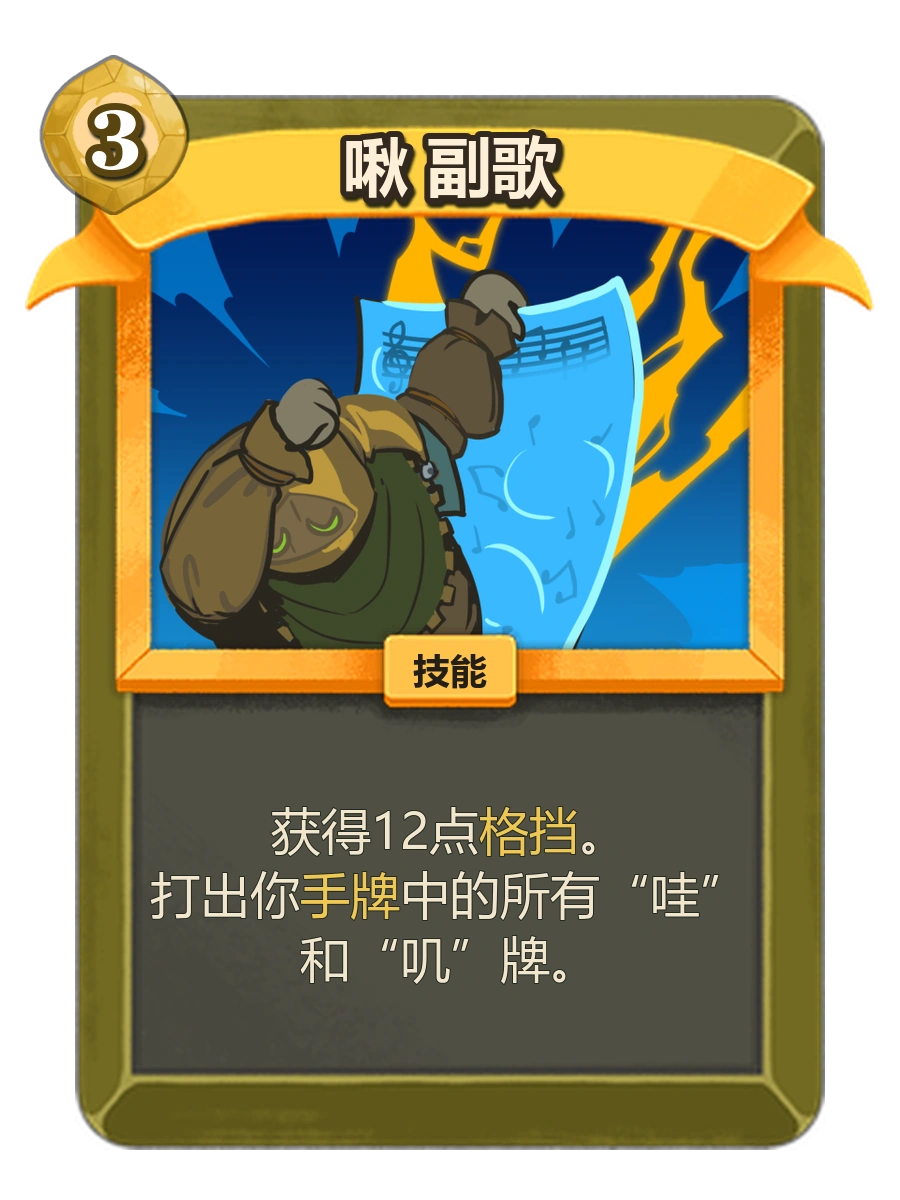 3
啾 副歌
技能
获得12点格挡。
打出你手牌中的所有“哇”
和“叽”牌。